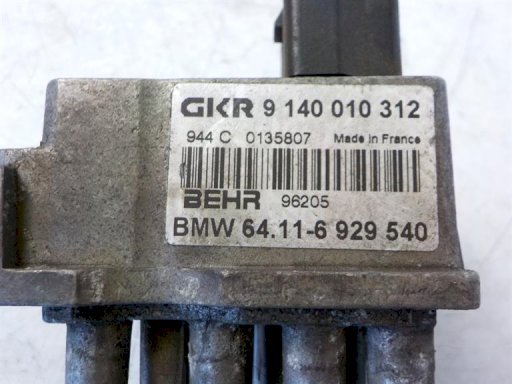 GKR 9 140 010 312
944 C 0135807 Made in France
BEHR 96205
BMW 64.11-6 929 540